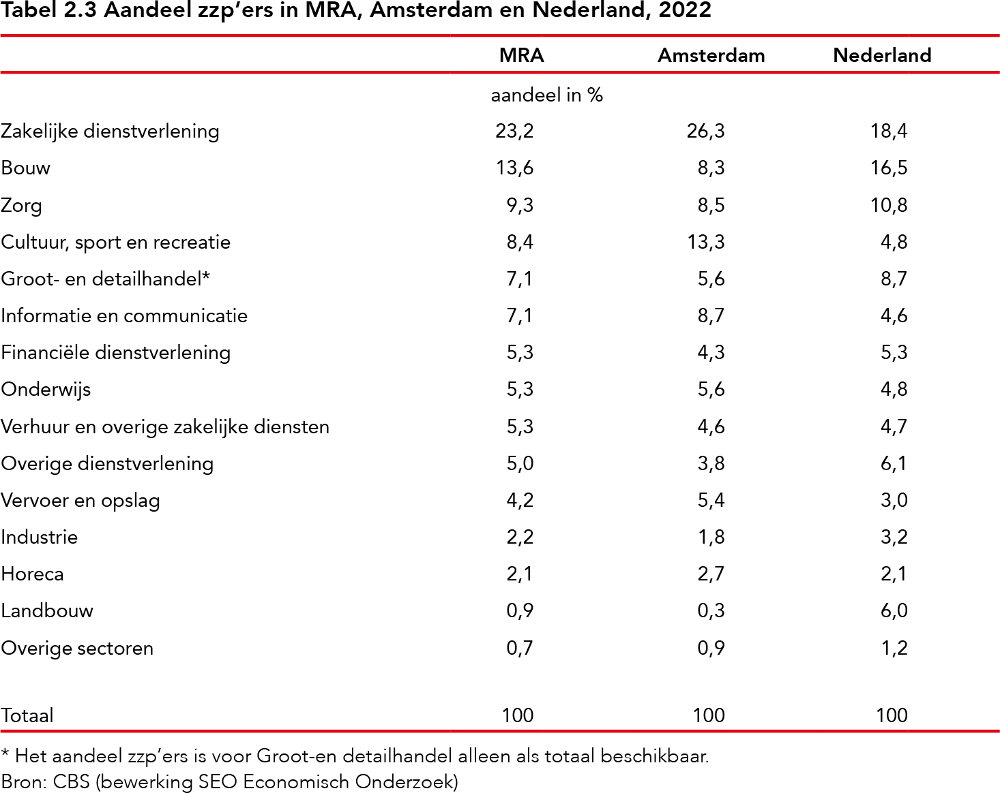 Tabel 2.3 Aandeel zzp’ers in MRA, Amsterdam en Nederland, 2022
MRA Amsterdam Nederland
aandeel in %
Zakelijke dienstverlening 23,2 26,3 18,4
Bouw 13,6 8,3 16,5
Zorg 9,3 8,5 10,8
Cultuur, sport en recreatie 8,4 13,3 4,8
Groot- en detailhandel* 7,1 5,6 8,7
Informatie en communicatie 7,1 8,7 4,6
Financiële dienstverlening 5,3 4,3 5,3
Onderwijs 5,3 5,6 4,8
Verhuur en overige zakelijke diensten 5,3 4,6 4,7
Overige dienstverlening 5,0 3,8 6,1
Vervoer en opslag 4,2 5,4 3,0
Industrie 2,2 1,8 3,2
Horeca 2,1 2,7 2,1
Landbouw 0,9 0,3 6,0
Overige sectoren 0,7 0,9 1,2
Totaal 100 100 100
* Het aandeel zzp’ers is voor Groot-en detailhandel alleen als totaal beschikbaar.
Bron: CBS (bewerking SEO Economisch Onderzoek)